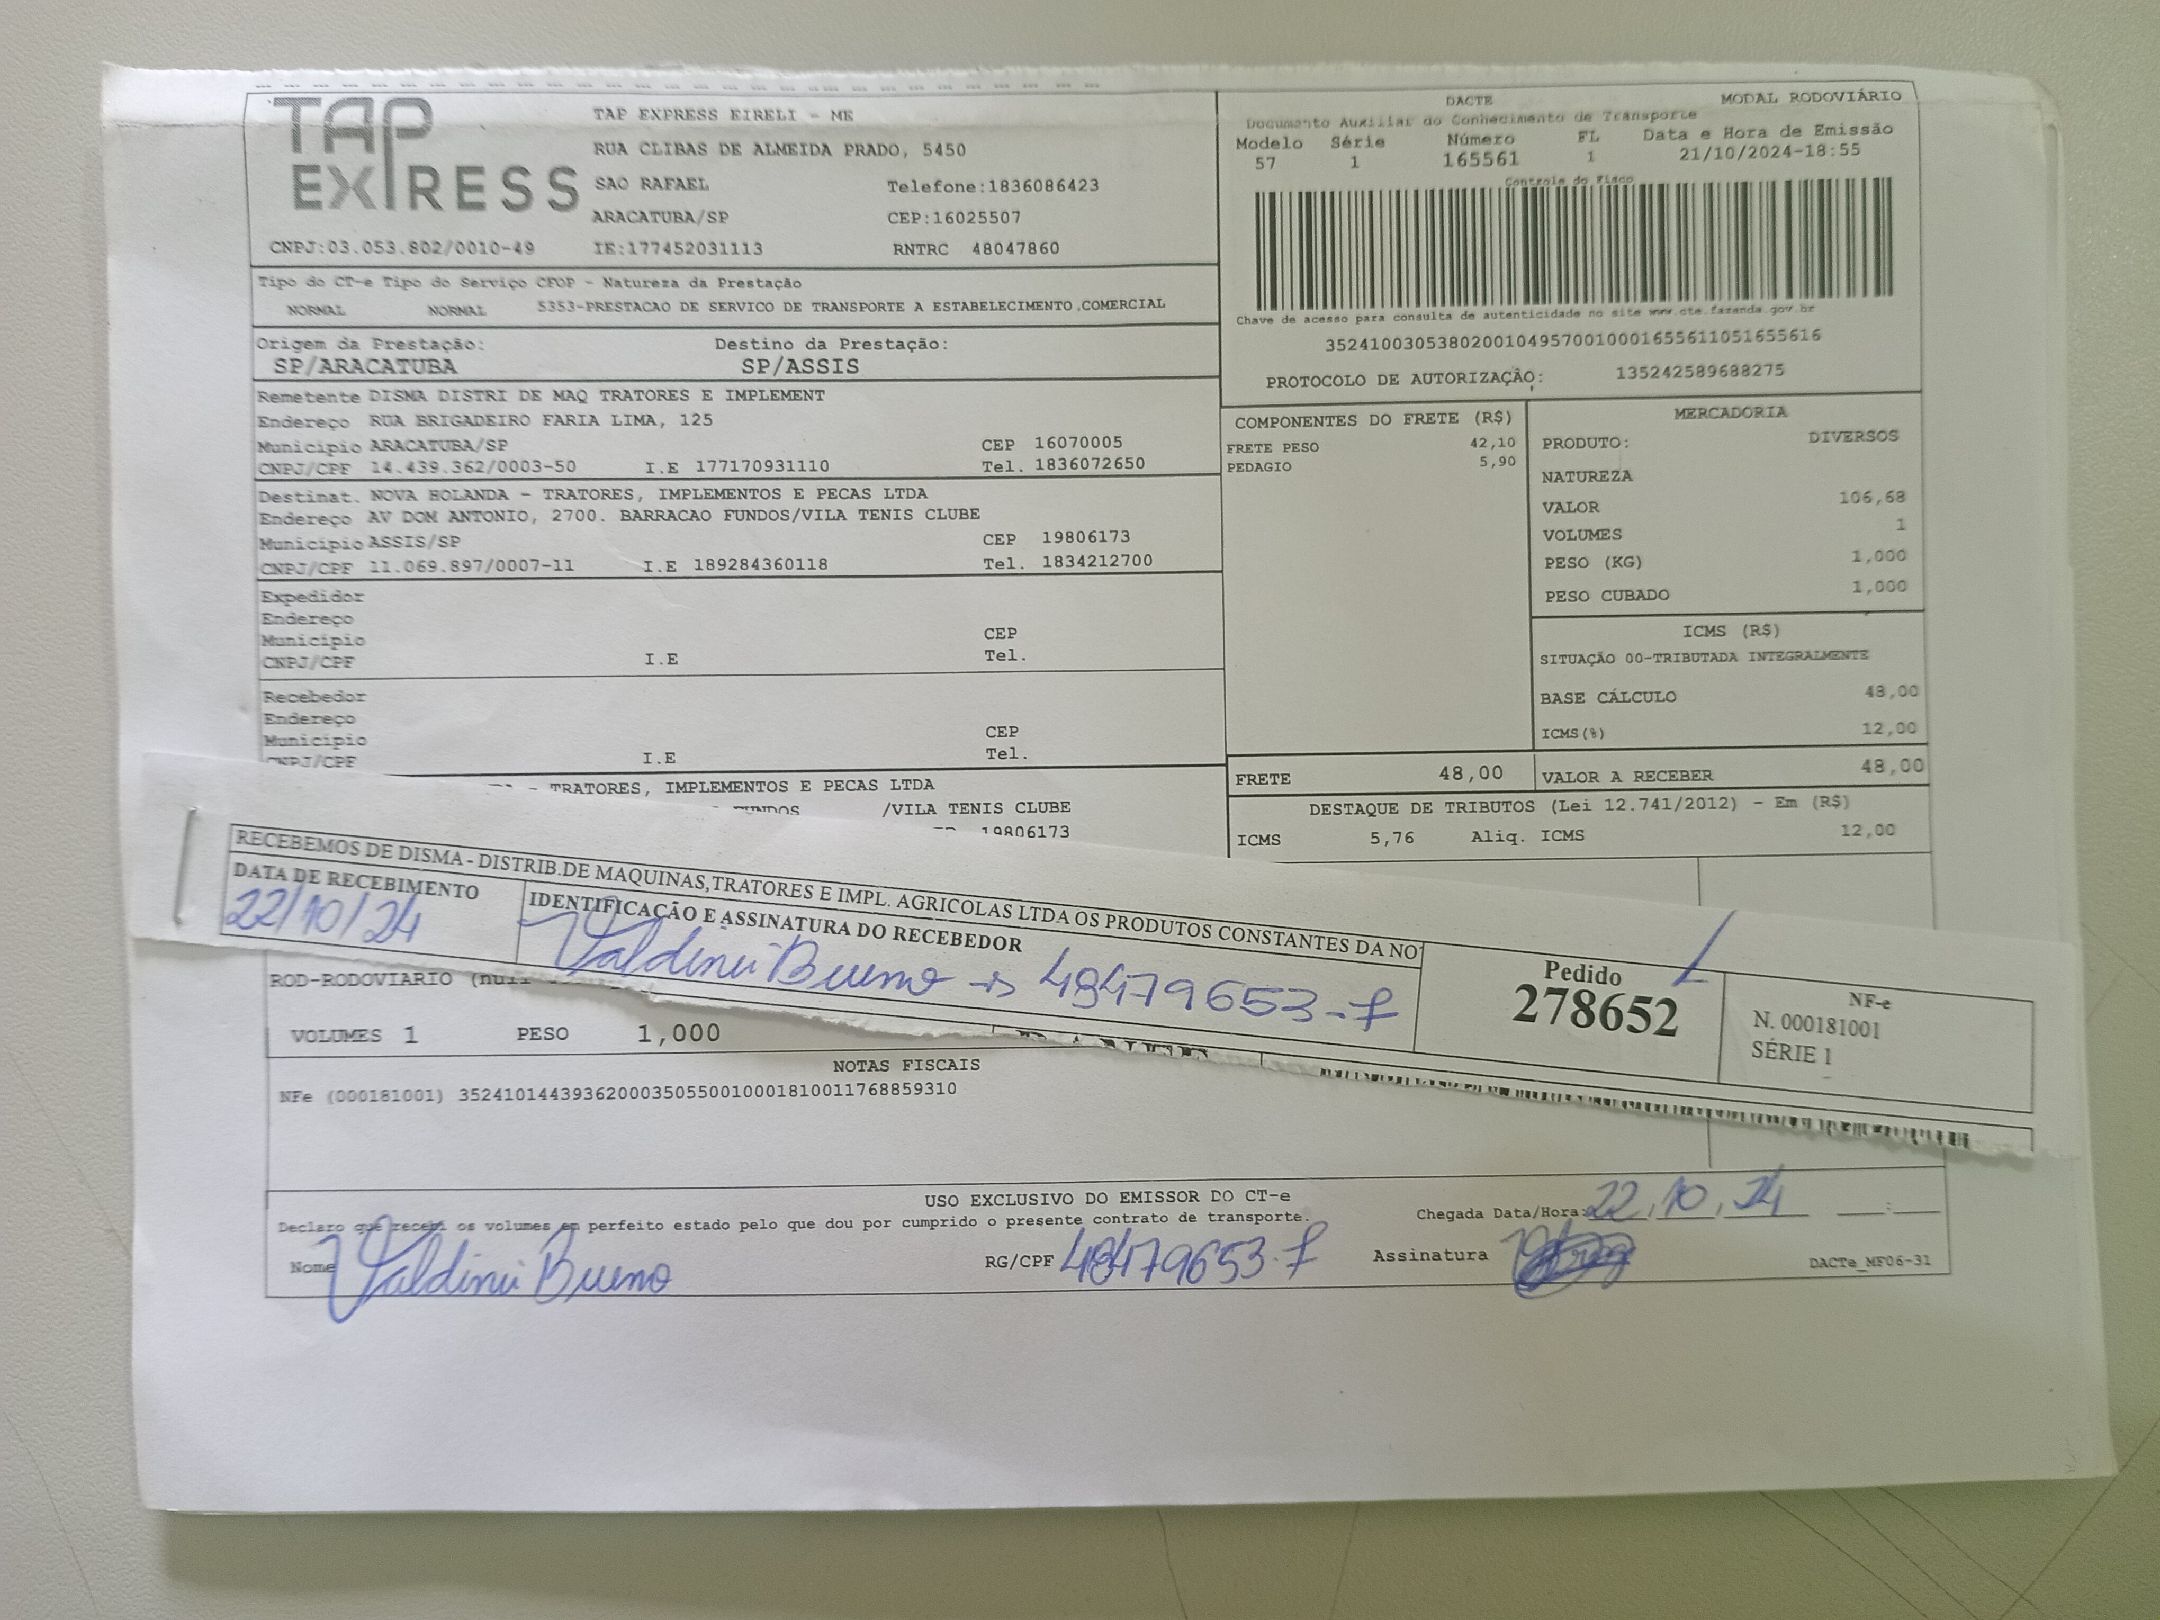 TAP EXPRESS
TAP EXPRESS EIRELI - ME
RUA CLIBAS DE ALMEIDA PRADO, 5450
SAO RAFAEL Telefone:1836086423
ARACATUBA/SP CEP:16025507
CNPJ:03.053.802/0010-49 IE:177452031113 RNTRC 48047860
DACTE MODAL RODOVIÁRIO
Documento Auxiliar do Conhecimento de Transporte
Modelo Série Número FL Data e Hora de Emissão
57 1 165561 1 21/10/2024-18:55
Controle do Fisco
Chave de acesso para consulta de autenticidade no site www.cte.fazenda.gov.br
35241003053802001049570010001655611051655616
PROTOCOLO DE AUTORIZAÇÃO: 135242589688275
Tipo do CT-e Tipo do Serviço CFOP - Natureza da Prestação
NORMAL NORMAL 5353-PRESTACAO DE SERVICO DE TRANSPORTE A ESTABELECIMENTO COMERCIAL
Origem da Prestação: Destino da Prestação:
SP/ARACATUBA SP/ASSIS
Remetente DISMA DISTRI DE MAQ TRATORES E IMPLEMENT
Endereço RUA BRIGADEIRO FARIA LIMA, 125
Município ARACATUBA/SP CEP 16070005
CNPJ/CPF 14.439.362/0003-50 I.E 177170931110 Tel. 1836072650
Destinat. NOVA HOLANDA - TRATORES, IMPLEMENTOS E PECAS LTDA
Endereço AV DOM ANTONIO, 2700. BARRACAO FUNDOS/VILA TENIS CLUBE
Município ASSIS/SP CEP 19806173
CNPJ/CPF 11.069.897/0007-11 I.E 189284360118 Tel. 1834212700
Expedidor
Endereço
Município CEP
CNPJ/CPF I.E Tel.
Recebedor
Endereço
Município CEP
CNPJ/CPF I.E Tel.
- TRATORES, IMPLEMENTOS E PECAS LTDA
FUNDOS /VILA TENIS CLUBE
19806173
COMPONENTES DO FRETE (R$)
FRETE PESO 42,10
PEDAGIO 5,90
MERCADORIA
PRODUTO: DIVERSOS
NATUREZA
VALOR 106,68
VOLUMES 1
PESO (KG) 1,000
PESO CUBADO 1,000
ICMS (R$)
SITUAÇÃO 00-TRIBUTADA INTEGRALMENTE
BASE CÁLCULO 48,00
ICMS(%) 12,00
FRETE 48,00 VALOR A RECEBER 48,00
DESTAQUE DE TRIBUTOS (Lei 12.741/2012) - Em (R$)
ICMS 5,76 Aliq. ICMS 12,00
RECEBEMOS DE DISMA - DISTRIB.DE MAQUINAS,TRATORES E IMPL. AGRICOLAS LTDA OS PRODUTOS CONSTANTES DA NO
DATA DE RECEBIMENTO IDENTIFICAÇÃO E ASSINATURA DO RECEBEDOR
22/10/24 Valdinei Bueno → 48479653-7
Pedido
278652
NF-e
N. 000181001
SÉRIE 1
ROD-RODOVIARIO (null
VOLUMES 1 PESO 1,000
NOTAS FISCAIS
NFe (000181001) 35241014439362000350550010001810011768859310
USO EXCLUSIVO DO EMISSOR DO CT-e
Declaro que recebi os volumes em perfeito estado pelo que dou por cumprido o presente contrato de transporte.
Chegada Data/Hora: 22,10,24 :
Nome Valdinei Bueno RG/CPF 48479653-7 Assinatura
DACTe_MF06-31